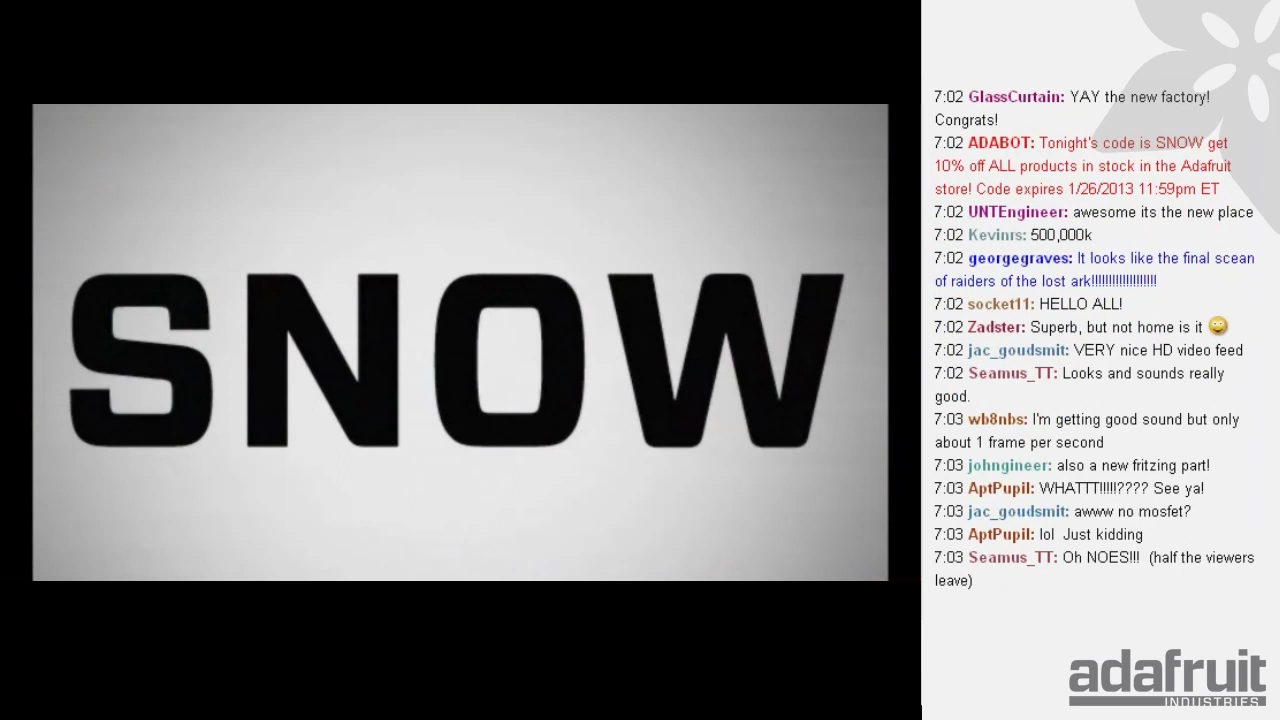 SNOW
7:02 GlassCurtain: YAY the new factory!
Congrats!
7:02 ADABOT: Tonight's code is SNOW get
10% off ALL products in stock in the Adafruit
store! Code expires 1/26/2013 11:59pm ET
7:02 UNTEngineer: awesome its the new place
7:02 Kevinrs: 500,000k
7:02 georgegraves: It looks like the final scean
of raiders of the lost ark!!!!!!!!!!!!!!!!!!!
7:02 socket11: HELLO ALL!
7:02 Zadster: Superb, but not home is it
7:02 jac_goudsmit: VERY nice HD video feed
7:02 Seamus_TT: Looks and sounds really
good.
7:03 wb8nbs: I'm getting good sound but only
about 1 frame per second
7:03 johngineer: also a new fritzing part!
7:03 AptPupil: WHATTT!!!!!???? See ya!
7:03 jac_goudsmit: awww no mosfet?
7:03 AptPupil: lol Just kidding
7:03 Seamus_TT: Oh NOES!!! (half the viewers
leave)
adafruit
INDUSTRIES